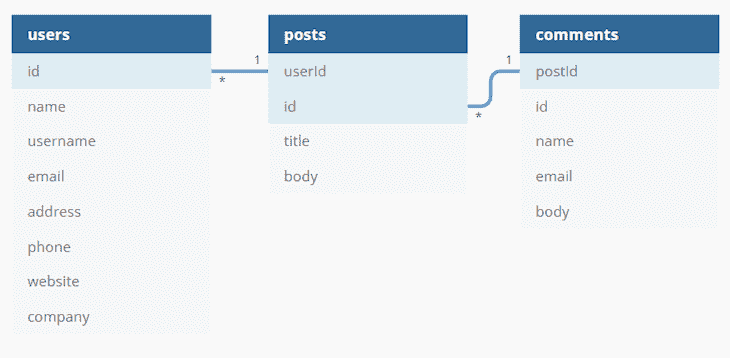 users
id
name
username
email
address
phone
website
company
1
*
posts
userId
id
title
body
1
*
comments
postId
id
name
email
body